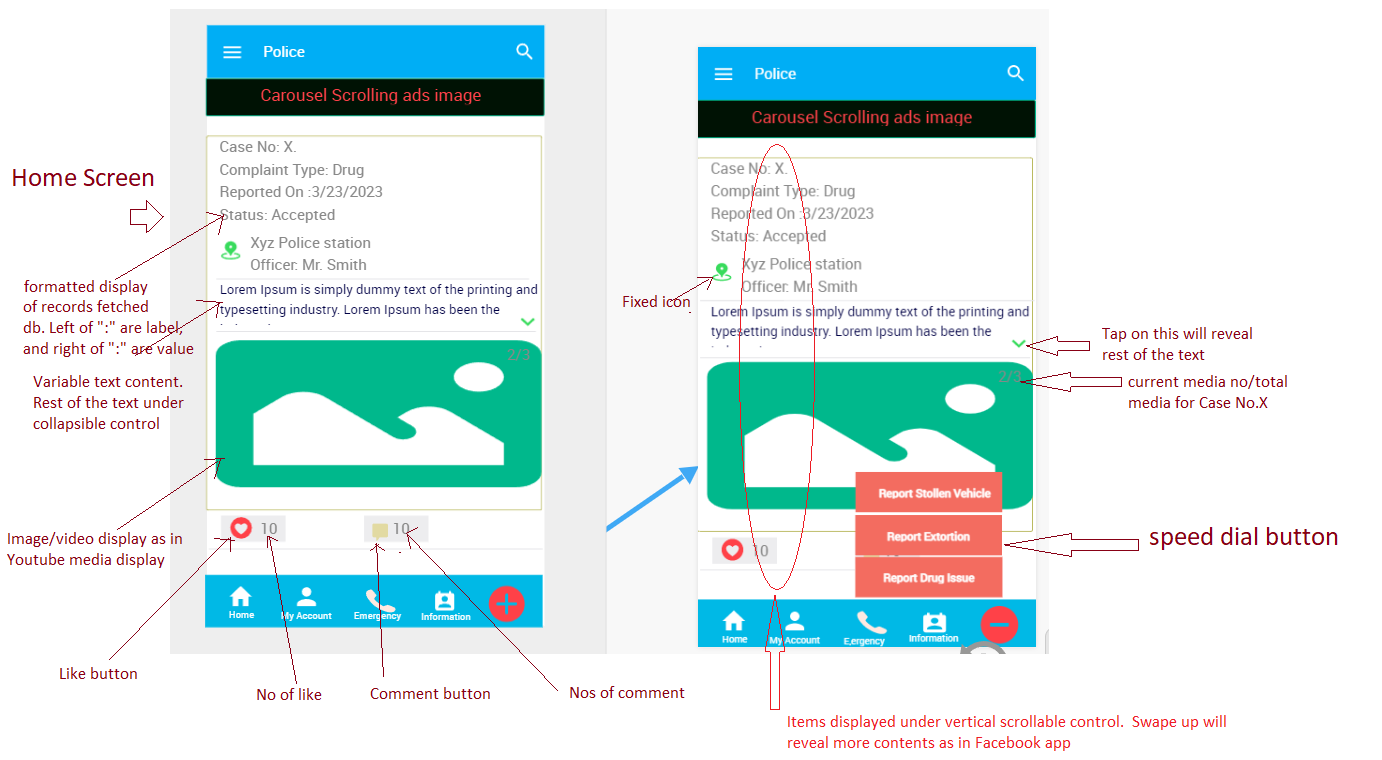 Police
Carousel Scrolling ads image
Case No: X.
Complaint Type: Drug
Reported On :3/23/2023
Status: Accepted
Xyz Police station
Officer: Mr. Smith
Lorem Ipsum is simply dummy text of the printing and
typesetting industry. Lorem Ipsum has been the
2/3
10
10
Home
My Account
Emergency
Information
Home Screen
formatted display
of records fetched
db. Left of ":" are label,
and right of ":" are value
Variable text content.
Rest of the text under
collapsible control
Image/video display as in
Youtube media display
Like button
No of like
Comment button
Nos of comment
Police
Carousel Scrolling ads image
Case No: X.
Complaint Type: Drug
Reported On :3/23/2023
Status: Accepted
Xyz Police station
Officer: Mr. Smith
Lorem Ipsum is simply dummy text of the printing and
typesetting industry. Lorem Ipsum has been the
2/3
Report Stollen Vehicle
Report Extortion
Report Drug issue
10
Home
My Account
E.ergency
Information
Fixed icon
Tap on this will reveal
rest of the text
current media no/total
media for Case No.X
speed dial button
Items displayed under vertical scrollable control. Swape up will
reveal more contents as in Facebook app